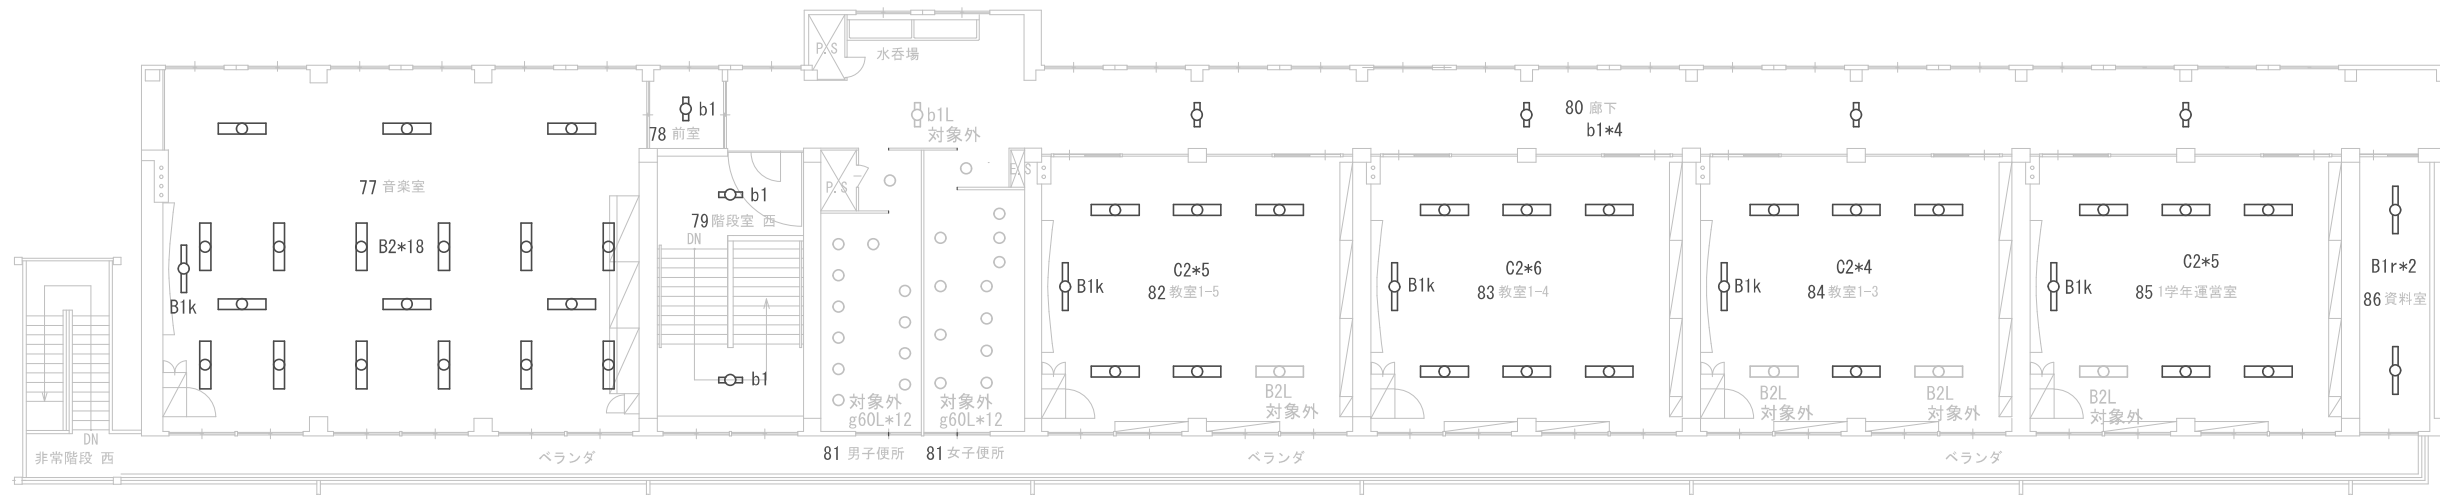 P.S
水呑場
80 廊下
b1*4
b1
78 前室
b1L
対象外
77 音楽室
P.S
E.S
b1
79 階段室 西
DN
B2*18
B1k
b1
C2*5
B1k
82 教室1-5
C2*6
B1k
83 教室1-4
C2*4
B1k
84 教室1-3
C2*5
B1k
85 1学年運営室
B1r*2
86 資料室
B2L
対象外
B2L
対象外
B2L
対象外
B2L
対象外
対象外
g60L*12
対象外
g60L*12
DN
非常階段 西
ベランダ
81 男子便所
81 女子便所
ベランダ
ベランダ